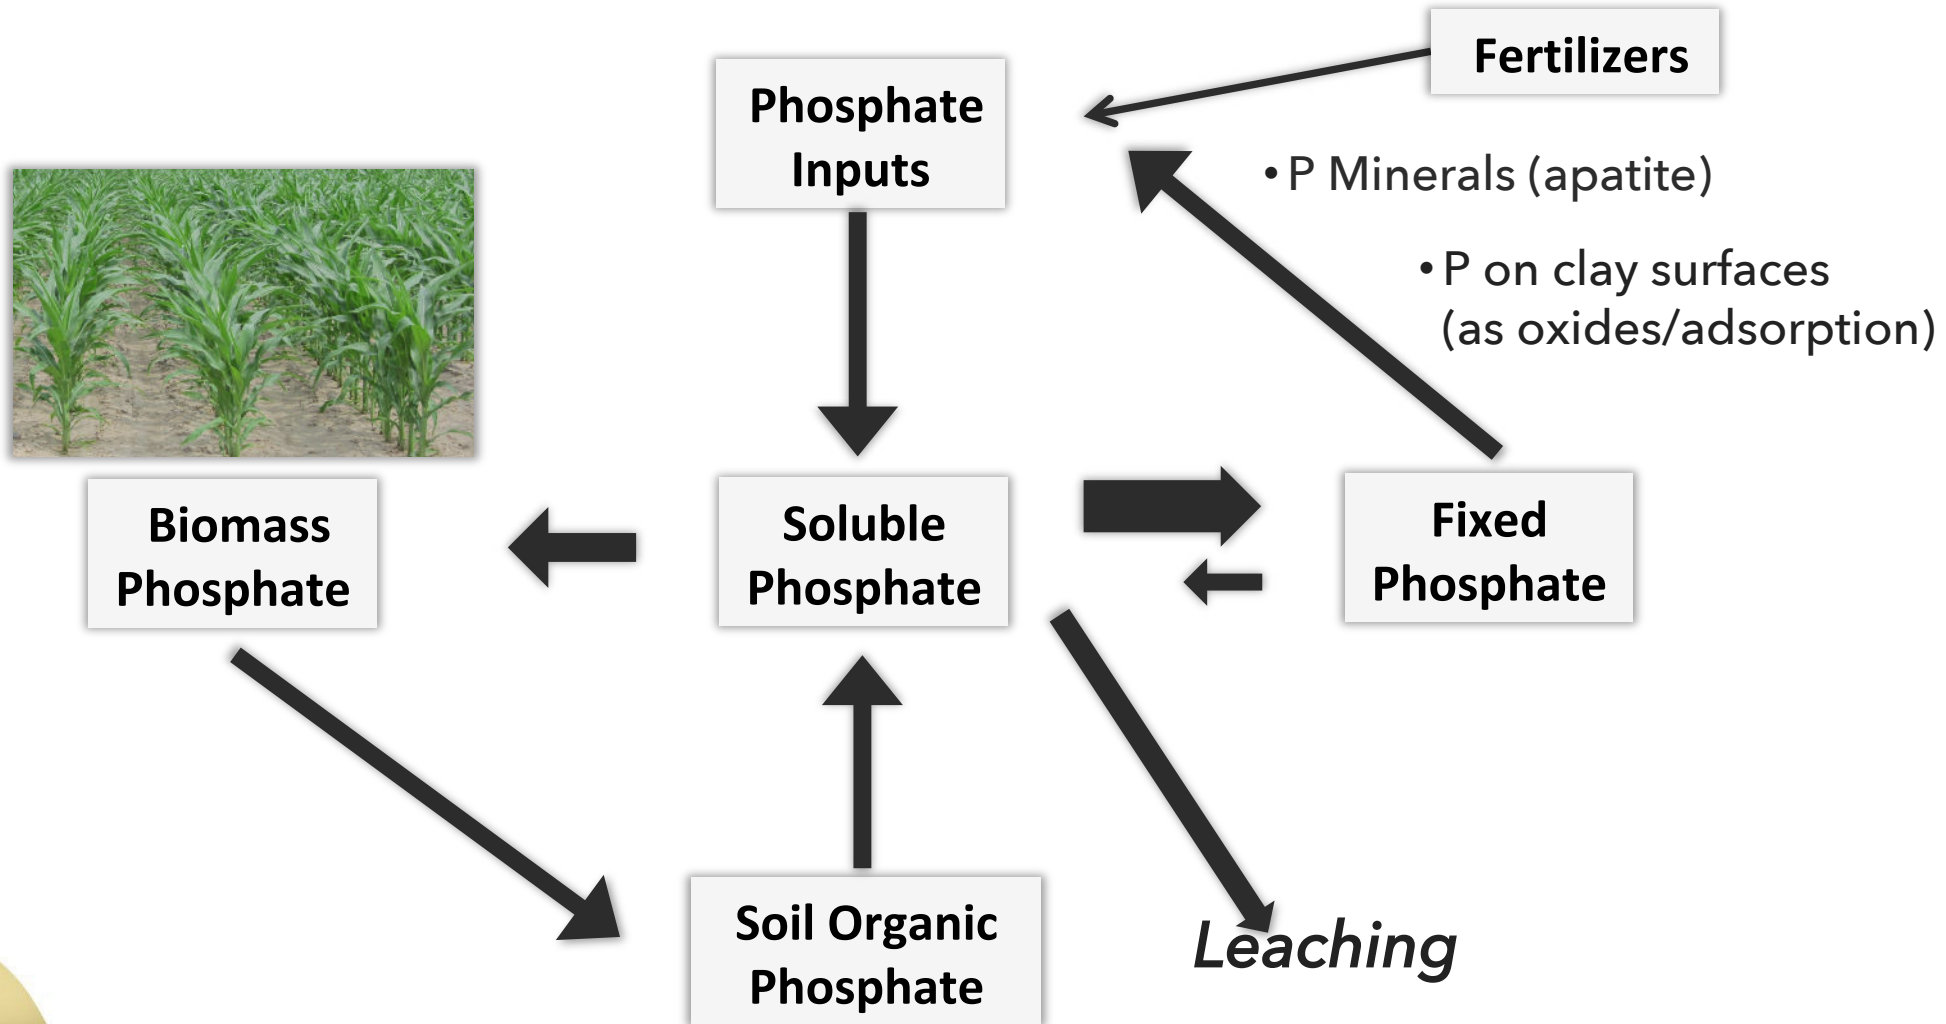 Fertilizers
Phosphate
Inputs
• P Minerals (apatite)
• P on clay surfaces
(as oxides/adsorption)
Biomass
Phosphate
Soluble
Phosphate
Fixed
Phosphate
Soil Organic
Phosphate
Leaching